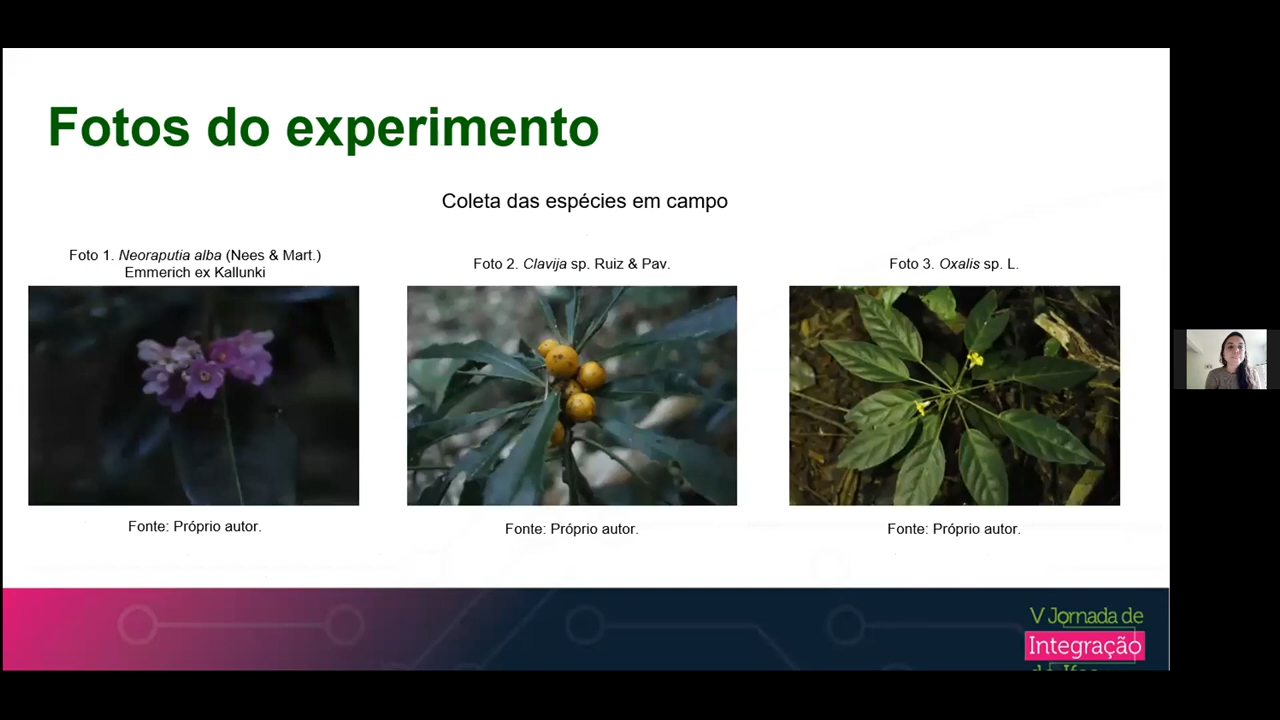 Fotos do experimento
Coleta das espécies em campo
Foto 1. Neoraputia alba (Nees & Mart.)
Emmerich ex Kallunki
Foto 2. Clavija sp. Ruiz & Pav.
Foto 3. Oxalis sp. L.
Fonte: Próprio autor.
Fonte: Próprio autor.
Fonte: Próprio autor.
V Jornada de
Integração